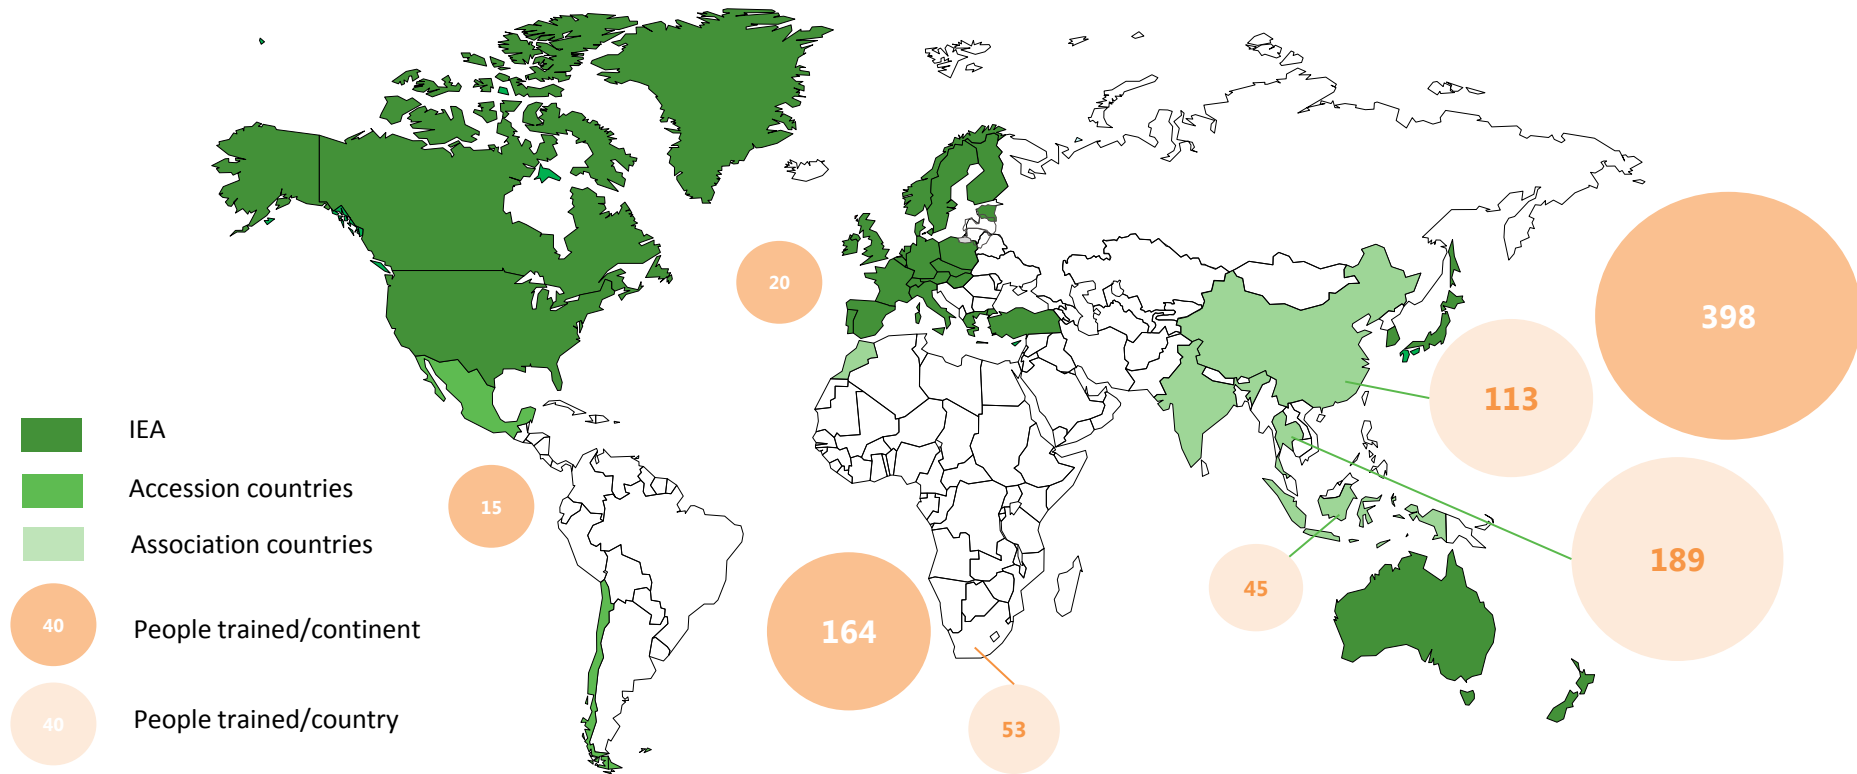 20
398
113
IEA
Accession countries
15
Association countries
189
45
40
People trained/continent
164
40
People trained/country
53